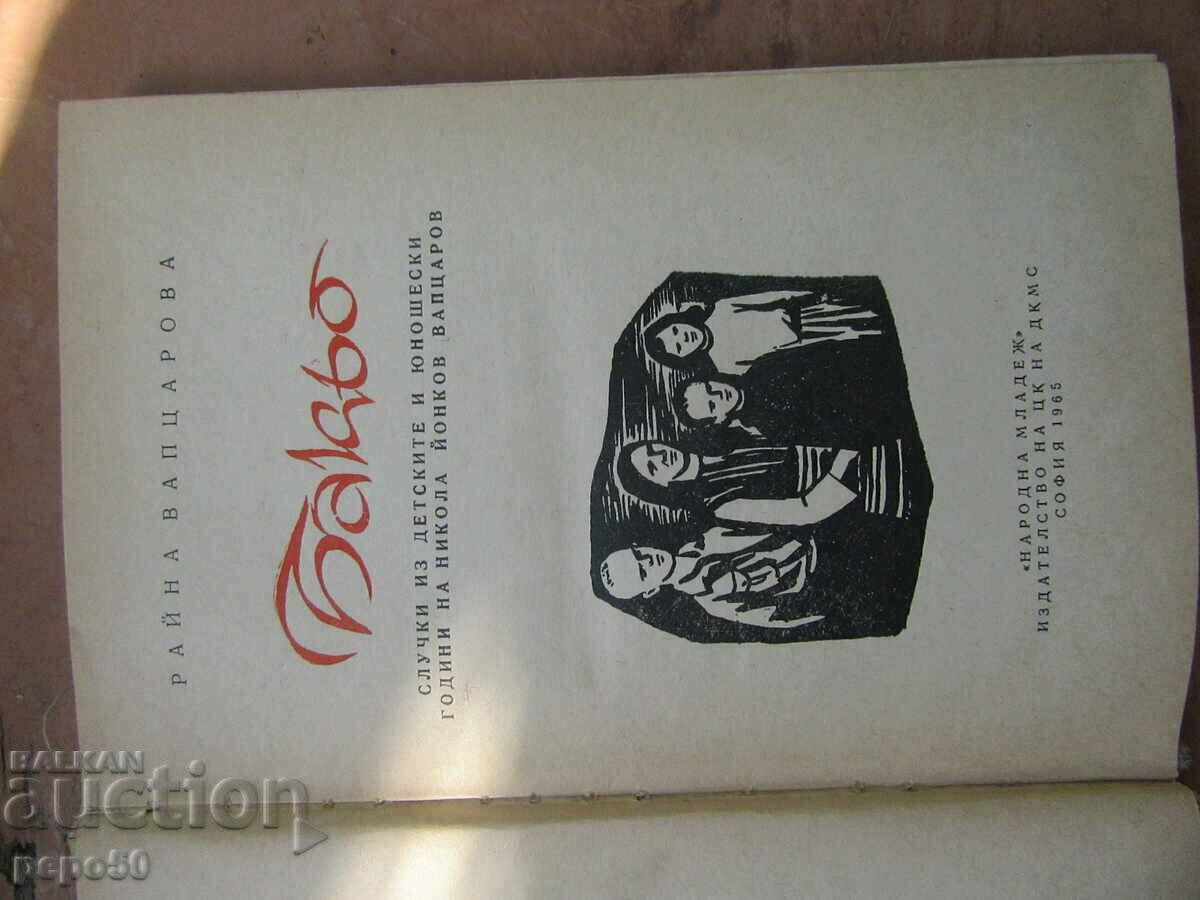 РАЙНА ВАПЦАРОВА
Бацьо
СЛУЧКИ ИЗ ДЕТСКИТЕ И ЮНОШЕСКИ
ГОДИНИ НА НИКОЛА ЙОНКОВ ВАПЦАРОВ
«НАРОДНА МЛАДЕЖ»
ИЗДАТЕЛСТВО НА ЦК НА ДКМС
СОФИЯ 1965
BALKAN
auction
pepo50